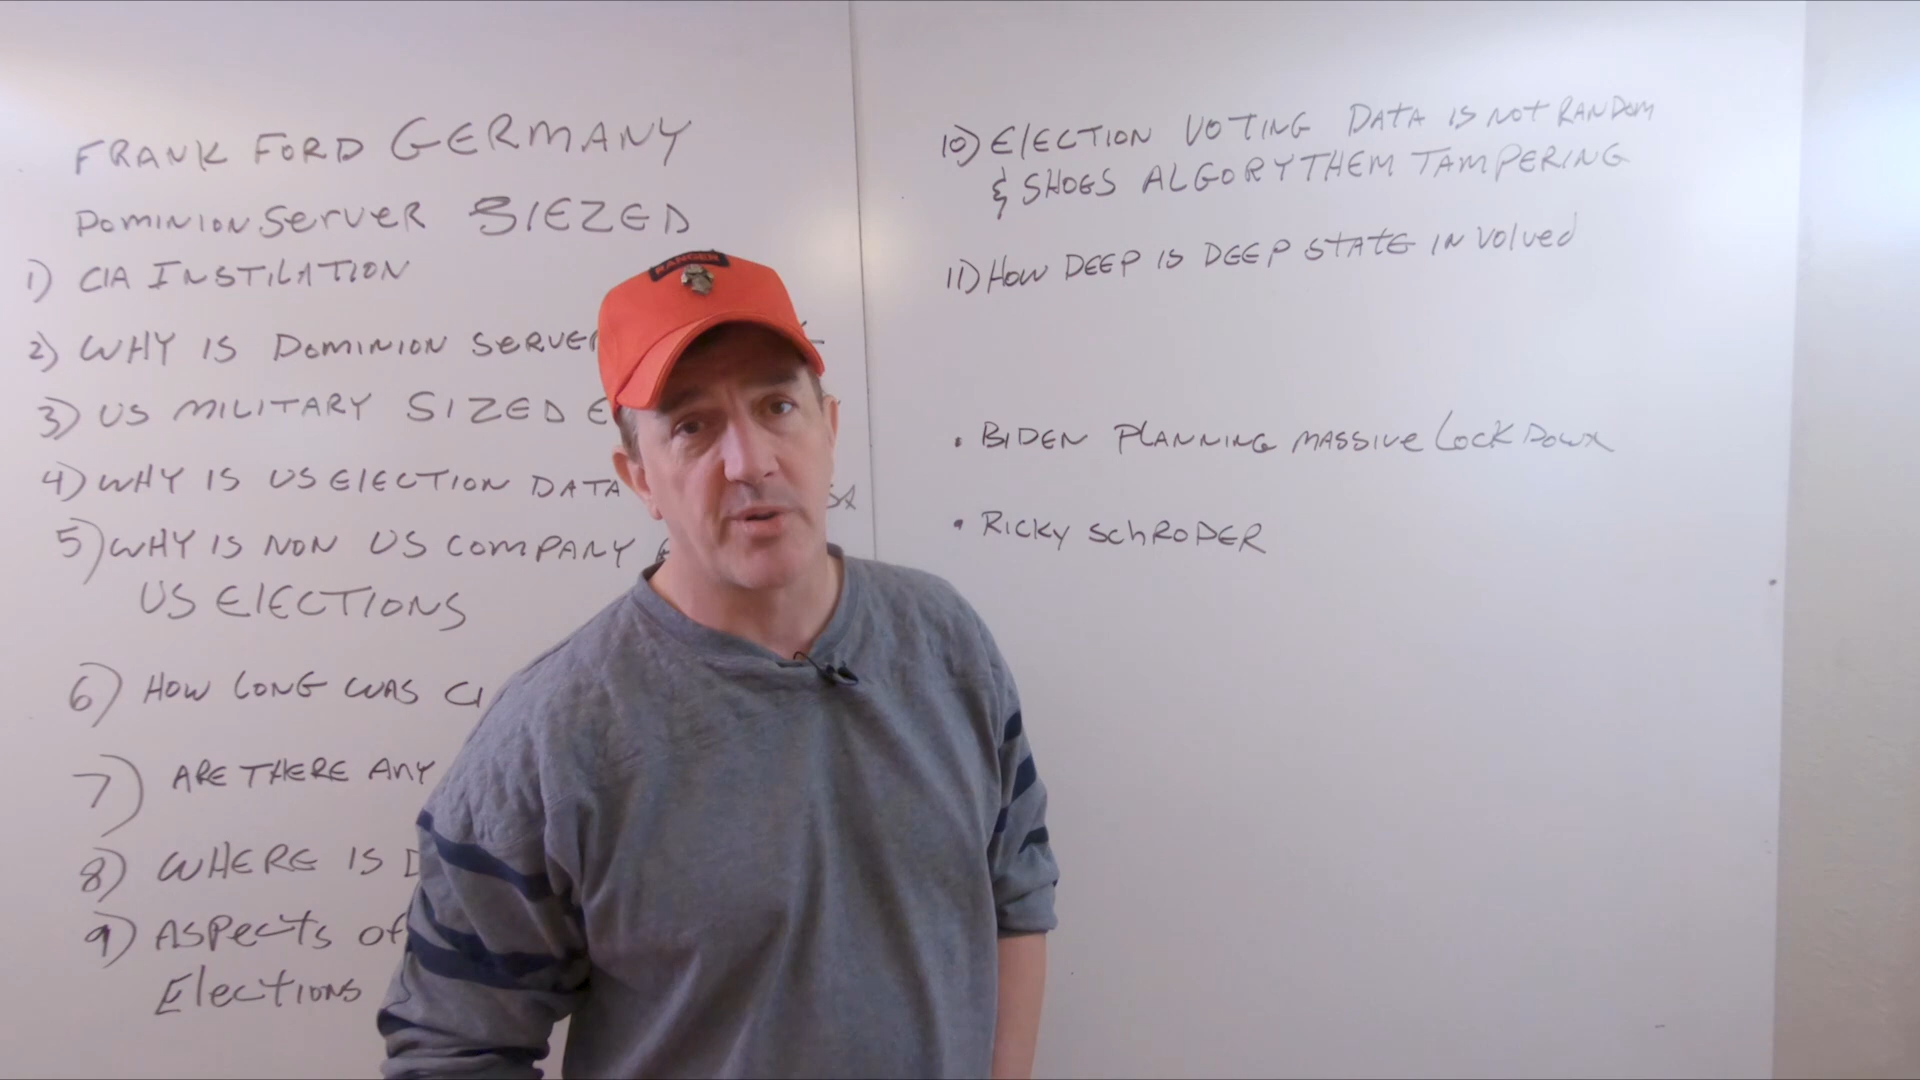 FRANK FORD GERMANY
DOMINION SERVER SIEZED
1) CIA INSTILATION
2) WHY IS DOMINION SERVER
3) US MILITARY SIZED
4) WHY IS US ELECTION DATA
5) WHY IS NON US COMPANY
US ELECTIONS
6) HOW LONG WAS
7) ARE THERE ANY
8) WHERE IS
9) ASPECTS OF
ELECTIONS
RANGER
10) ELECTION VOTING DATA IS NOT RANDOM
& SHOES ALGORYTHEM TAMPERING
11) HOW DEEP IS DEEP STATE INVOLVED
• BIDEN PLANNING MASSIVE LOCK DOWN
• RICKY SCHRODER